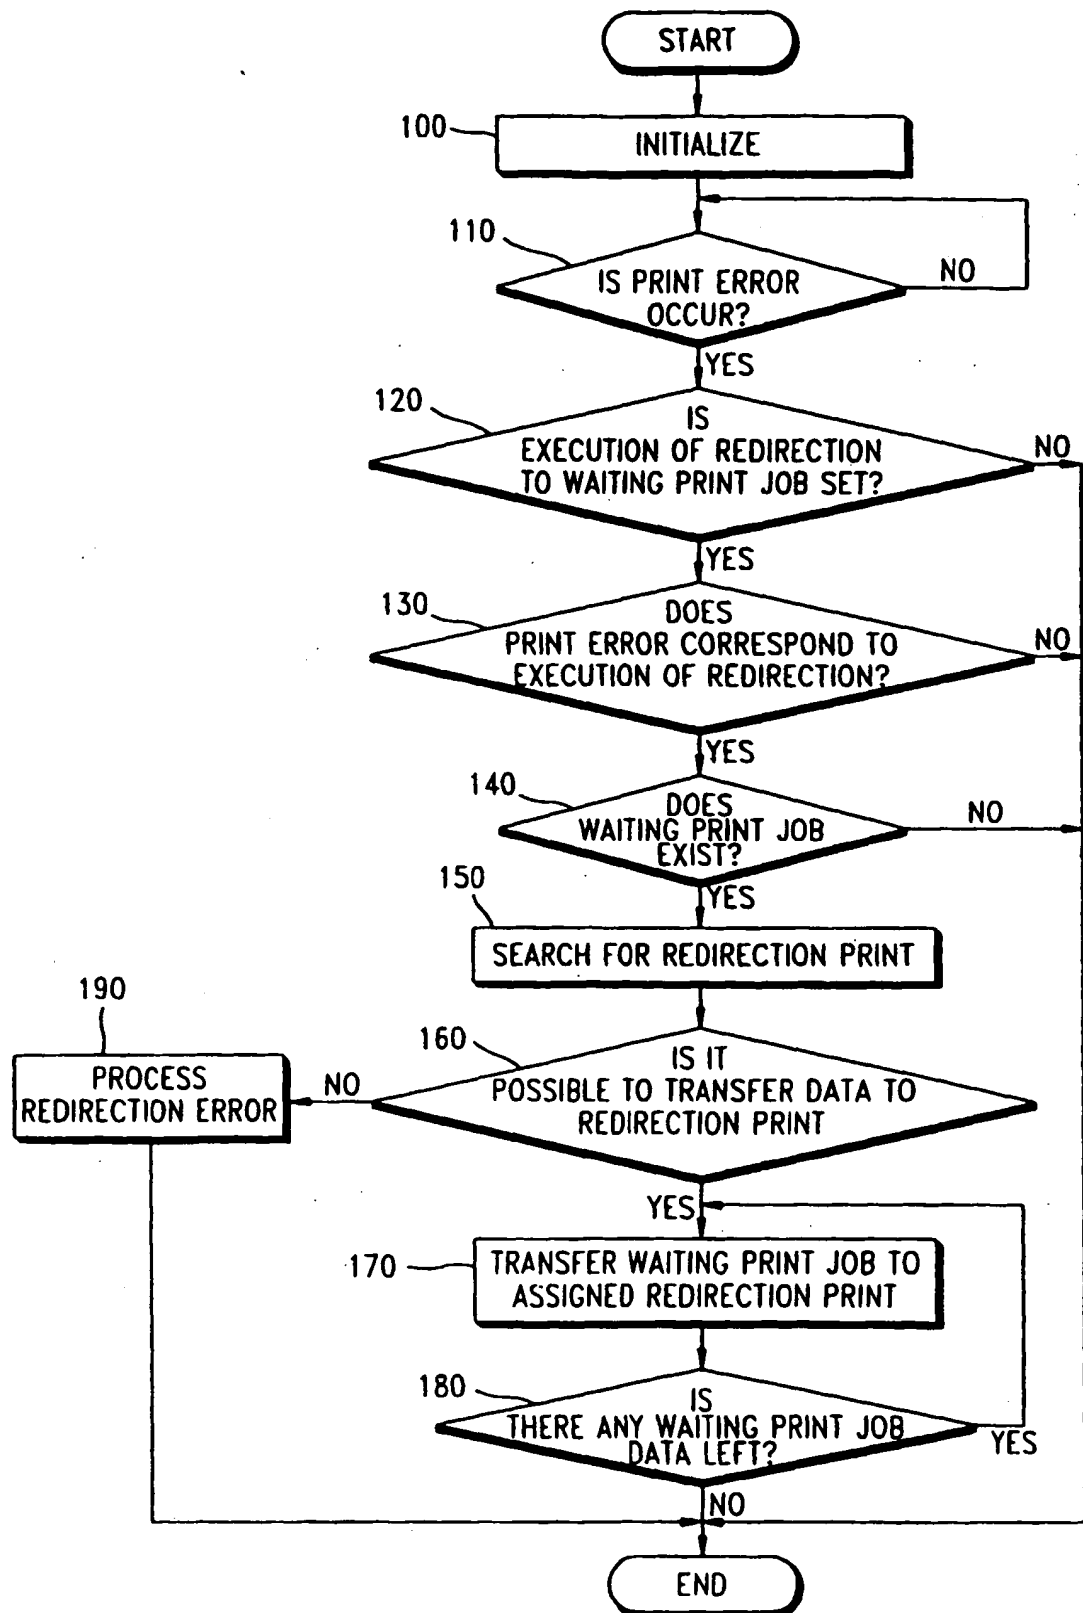 START
100
INITIALIZE
110
IS PRINT ERROR
OCCUR?
NO
YES
120
IS
EXECUTION OF REDIRECTION
TO WAITING PRINT JOB SET?
NO
YES
130
DOES
PRINT ERROR CORRESPOND TO
EXECUTION OF REDIRECTION?
NO
YES
140
DOES
WAITING PRINT JOB
EXIST?
NO
YES
150
SEARCH FOR REDIRECTION PRINT
190
PROCESS
REDIRECTION ERROR
NO
160
IS IT
POSSIBLE TO TRANSFER DATA TO
REDIRECTION PRINT
YES
170
TRANSFER WAITING PRINT JOB TO
ASSIGNED REDIRECTION PRINT
180
IS
THERE ANY WAITING PRINT JOB
DATA LEFT?
YES
NO
END